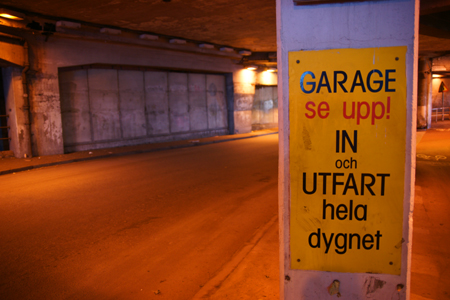 GARAGE
se upp!
IN
och
UTFART
hela
dygnet